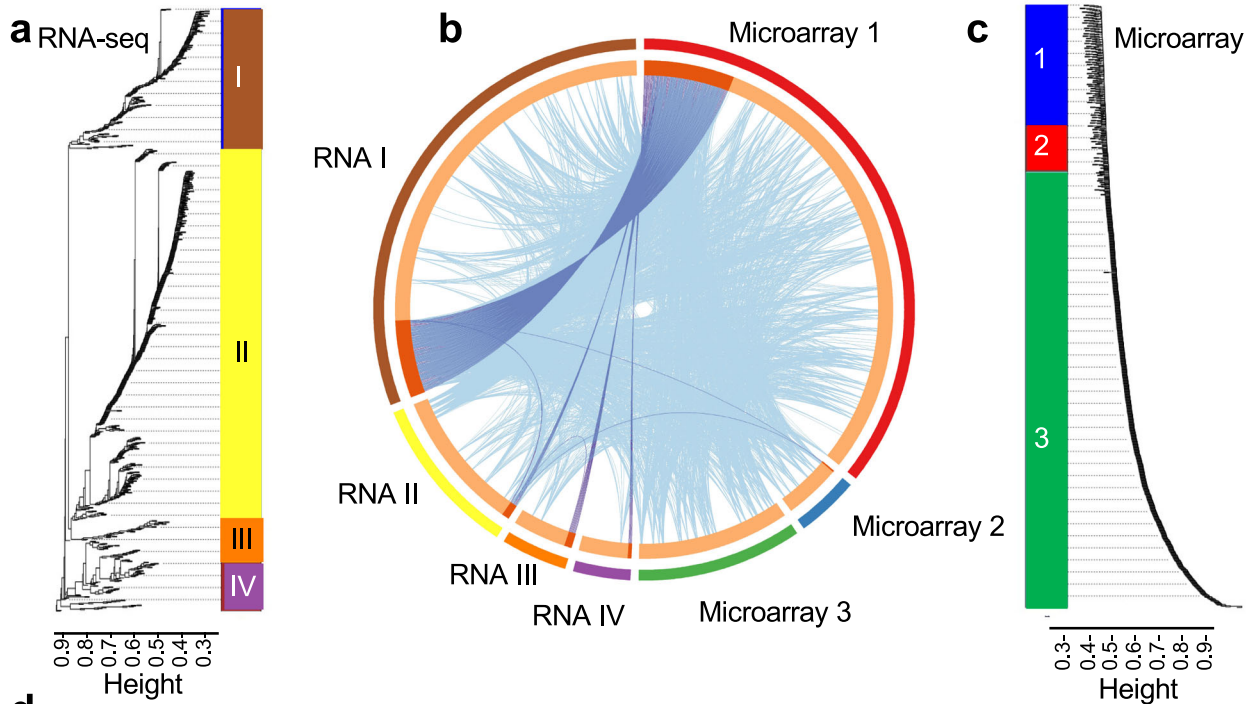 a RNA-seq
I
II
III
IV
0.9-
0.8-
0.7-
0.6-
0.5-
0.4-
0.3-
Height
b
Microarray 1
RNA I
RNA II
RNA III
RNA IV
Microarray 3
Microarray 2
c Microarray
1
2
3
0.3-
0.4-
0.5-
0.6-
0.7-
0.8-
0.9-
Height